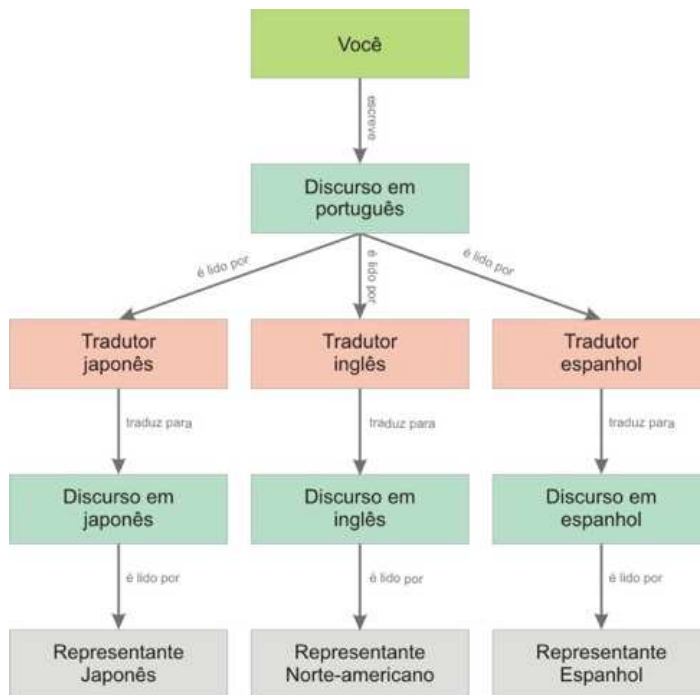 Você
escreve
Discurso em
português
é lido por
é lido por
é lido por
Tradutor
japonês
Tradutor
inglês
Tradutor
espanhol
traduz para
traduz para
traduz para
Discurso em
japonês
Discurso em
inglês
Discurso em
espanhol
é lido por
é lido por
é lido por
Representante
Japonês
Representante
Norte-americano
Representante
Espanhol